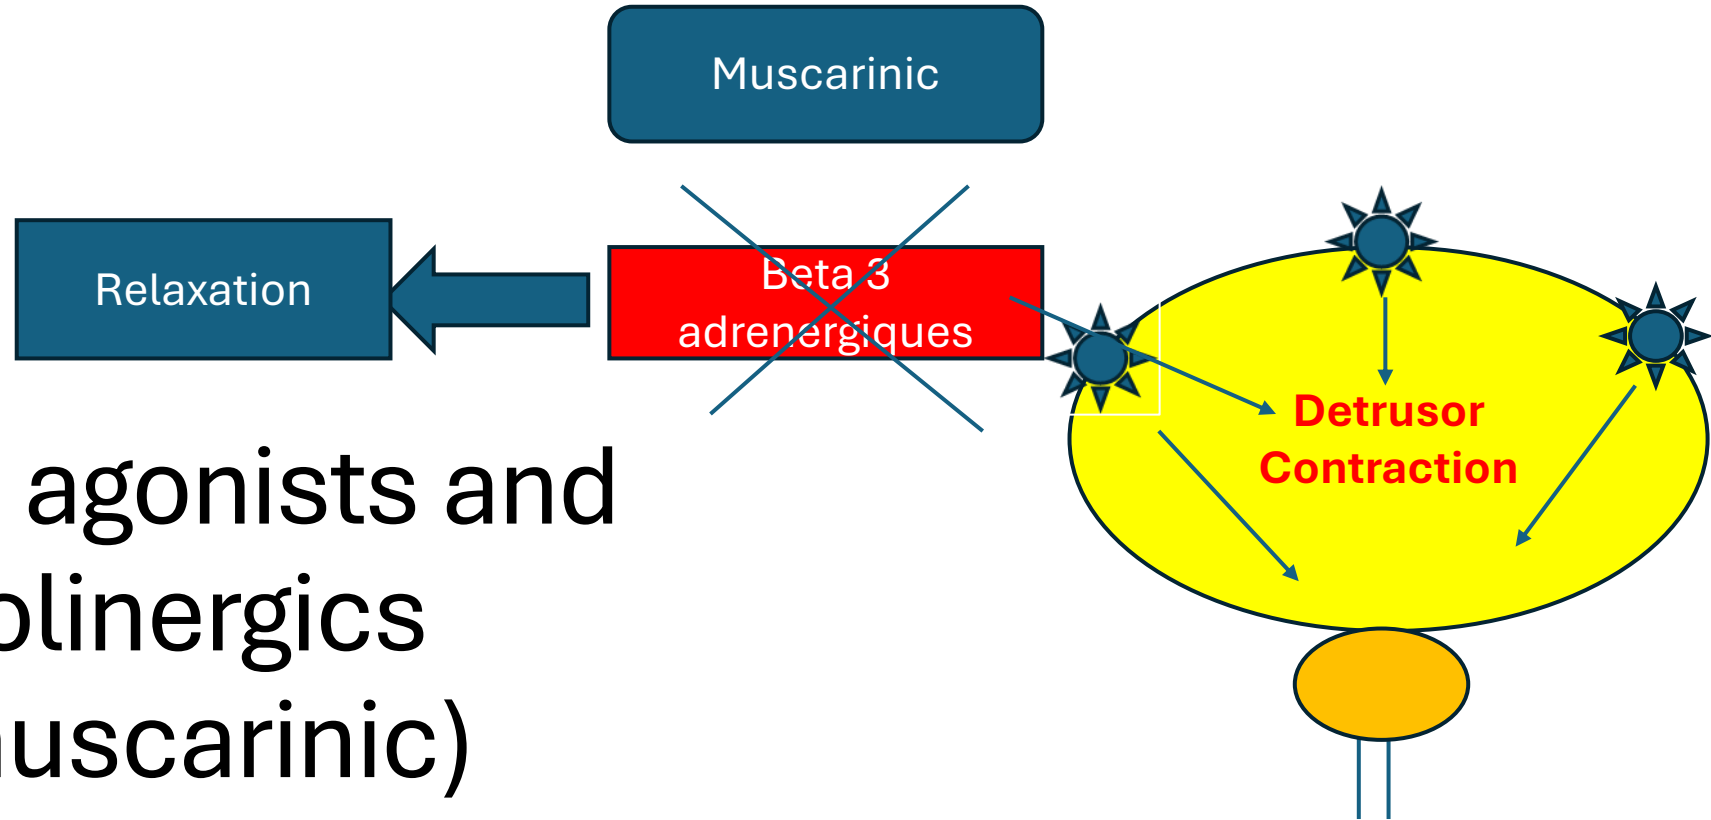 Muscarinic
Relaxation
Beta 3
adrenergiques
Detrusor
Contraction
agonists and
olinergics
uscarinic)